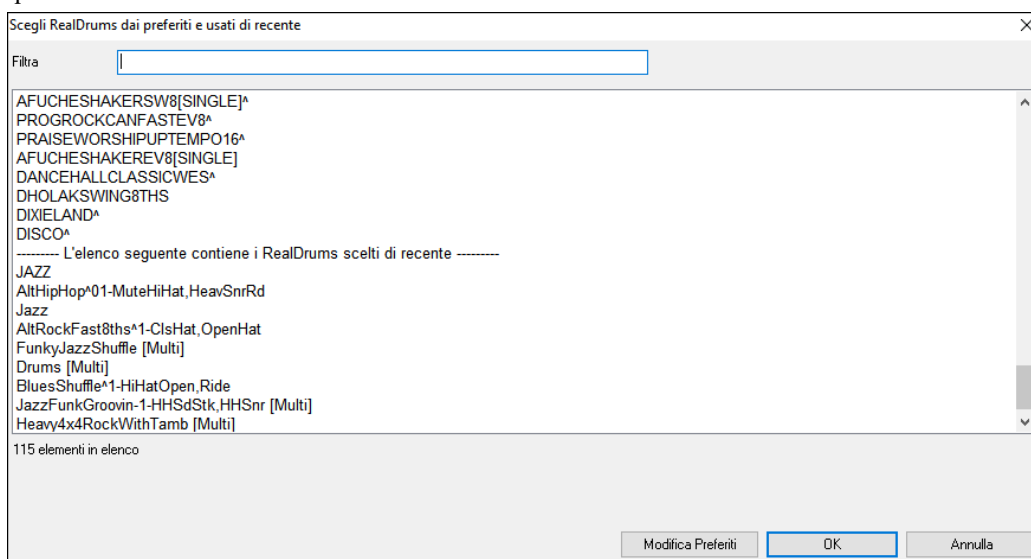 Scegli RealDrums dai preferiti e usati di recente
Filtra
AFUCHESHAKERSW8[SINGLE]^
PROGROCKCANFASTEV8^
PRAISEWORSHIPUPTEMPO16^
AFUCHESHAKEREV8[SINGLE]
DANCEHALLCLASSICWES^
DHOLAKSWING8THS
DIXIELAND^
DISCO^
--------- L'elenco seguente contiene i RealDrums scelti di recente ---------
JAZZ
AltHipHop^01-MuteHiHat,HeavSnrRd
Jazz
AltRockFast8ths^1-ClsHat,OpenHat
FunkyJazzShuffle [Multi]
Drums [Multi]
BluesShuffle^1-HiHatOpen,Ride
JazzFunkGroovin-1-HHSdStk,HHSnr [Multi]
Heavy4x4RockWithTamb [Multi]
115 elementi in elenco
Modifica Preferiti OK Annulla